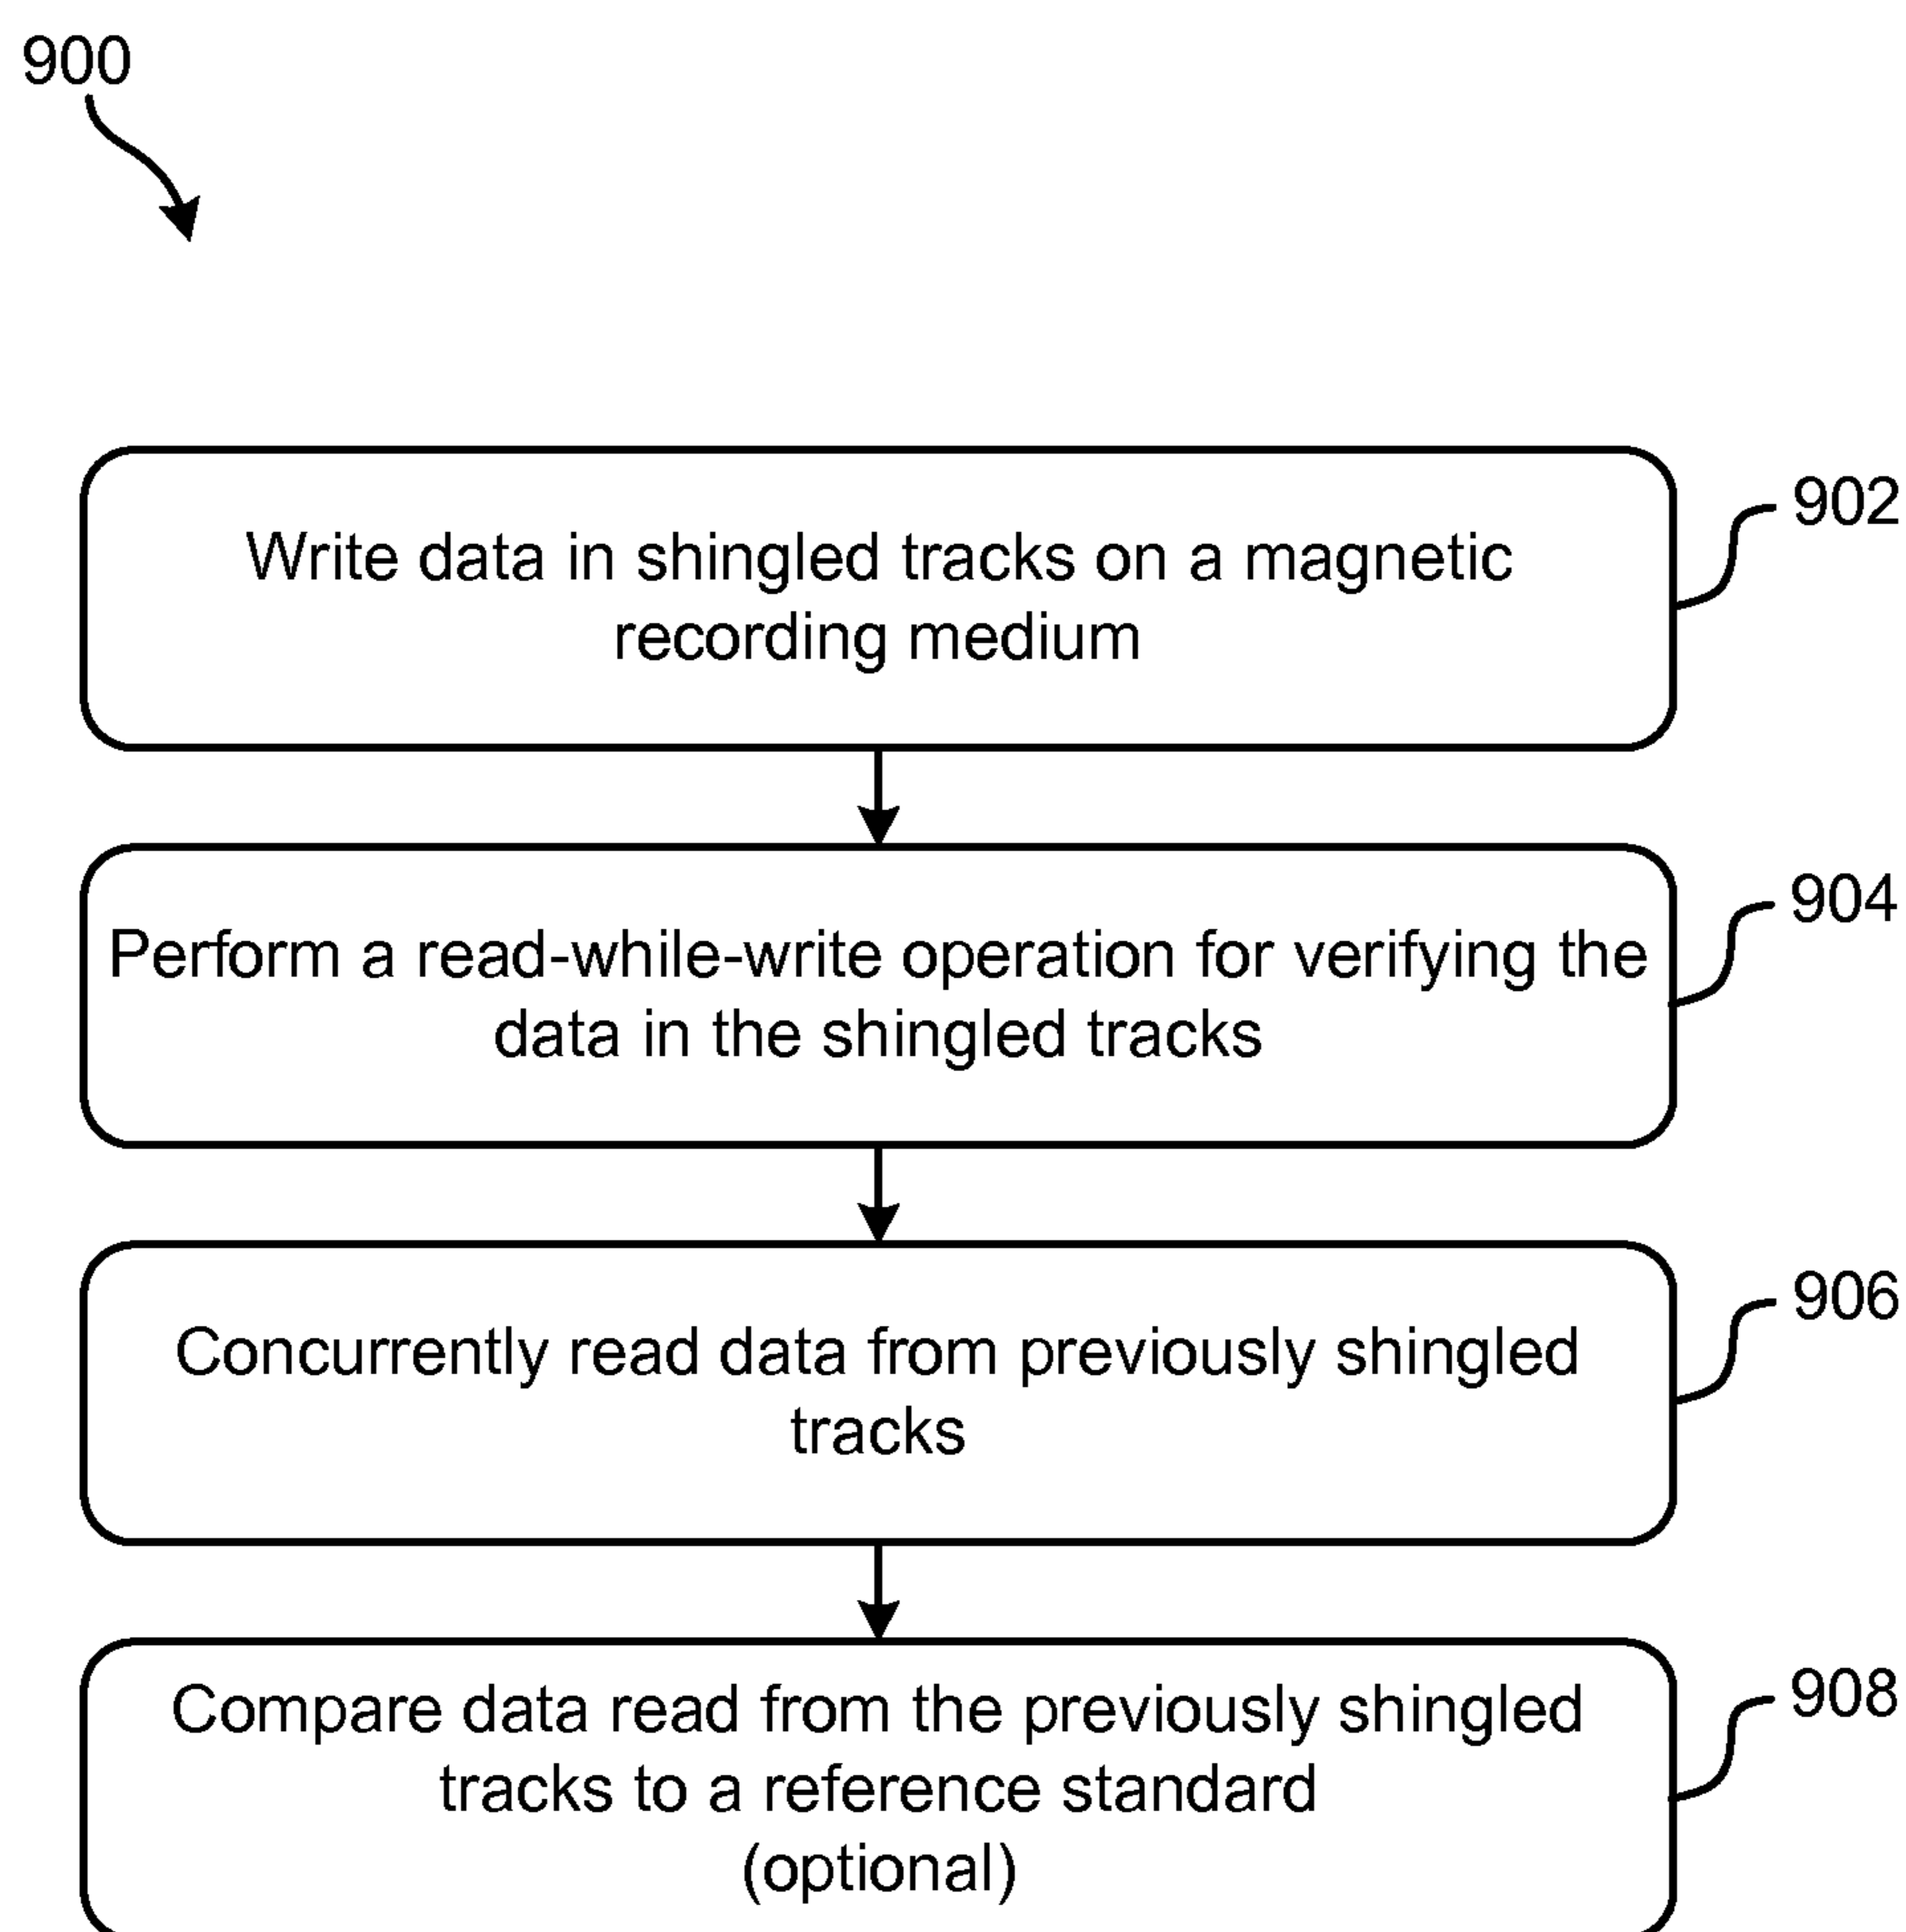 900
Write data in shingled tracks on a magnetic
recording medium
902
Perform a read-while-write operation for verifying the
data in the shingled tracks
904
Concurrently read data from previously shingled
tracks
906
Compare data read from the previously shingled
tracks to a reference standard
(optional)
908